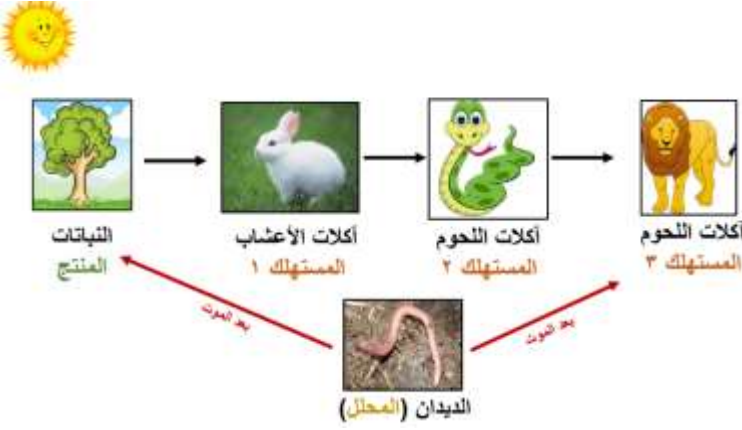 النباتات
المنتج
أكلات الأعشاب
المستهلك ١
أكلات اللحوم
المستهلك ٢
أكلات اللحوم
المستهلك ٣
بعد الموت
بعد الموت
الديدان (المحلل)